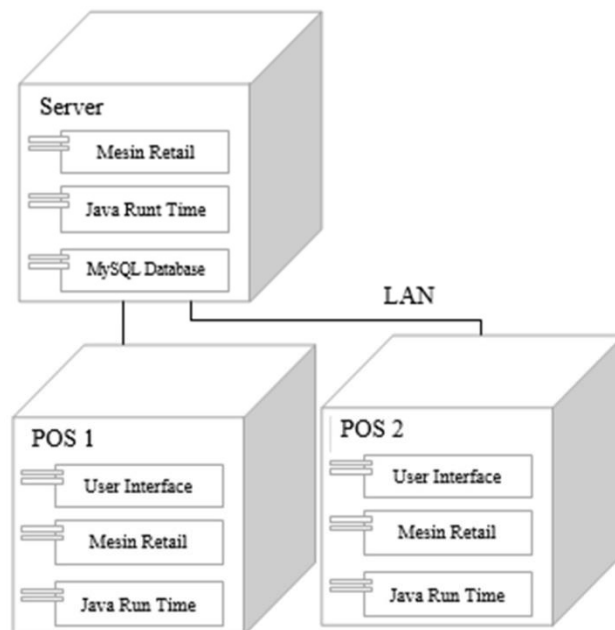 Server
Mesin Retail
Java Runt Time
MySQL Database
LAN
POS 1
User Interface
Mesin Retail
Java Run Time
POS 2
User Interface
Mesin Retail
Java Run Time